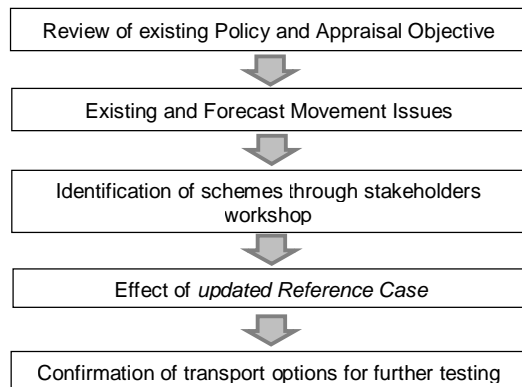 Review of existing Policy and Appraisal Objective
Existing and Forecast Movement Issues
Identification of schemes through stakeholders
workshop
Effect of updated Reference Case
Confirmation of transport options for further testing